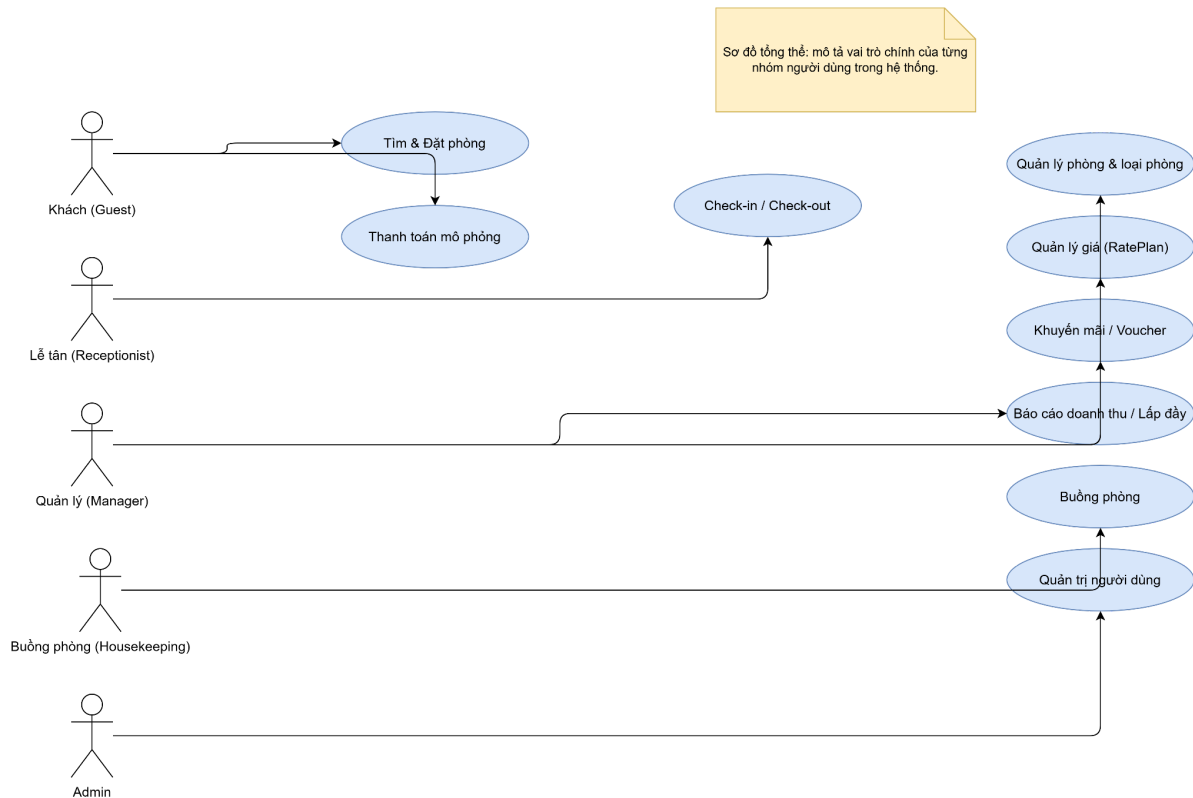 Sơ đồ tổng thể: mô tả vai trò chính của từng
nhóm người dùng trong hệ thống.
Tìm & Đặt phòng
Quản lý phòng & loại phòng
Khách (Guest)
Check-in / Check-out
Thanh toán mô phỏng
Quản lý giá (RatePlan)
Khuyến mãi / Voucher
Lễ tân (Receptionist)
Báo cáo doanh thu / Lấp đầy
Quản lý (Manager)
Buồng phòng
Quản trị người dùng
Buồng phòng (Housekeeping)
Admin